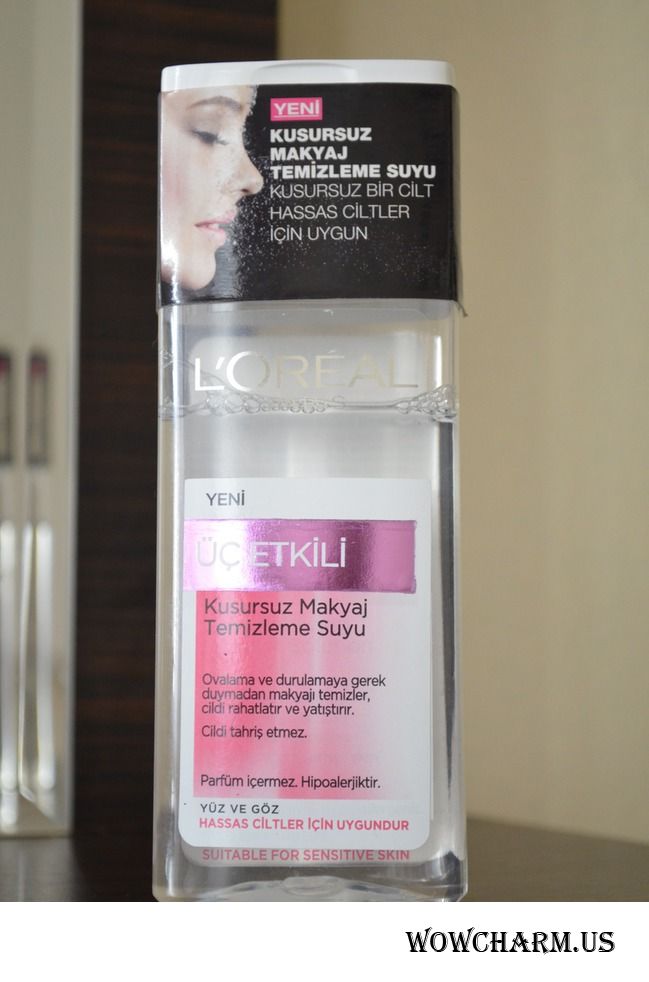 YENİ
KUSURSUZ
MAKYAJ
TEMİZLEME SUYU
KUSURSUZ BİR CİLT
HASSAS CİLTLER
İÇİN UYGUN
L'ORÉAL
YENİ
ÜÇ ETKİLİ
Kusursuz Makyaj
Temizleme Suyu
Ovalama ve durulamaya gerek
duymadan makyajı temizler,
cildi rahatlatır ve yatıştırır.
Cildi tahriş etmez.
Parfüm içermez. Hipoalerjiktir.
YÜZ VE GÖZ
HASSAS CİLTLER İÇİN UYGUNDUR
SUITABLE FOR SENSITIVE SKIN
WOWCHARM.US